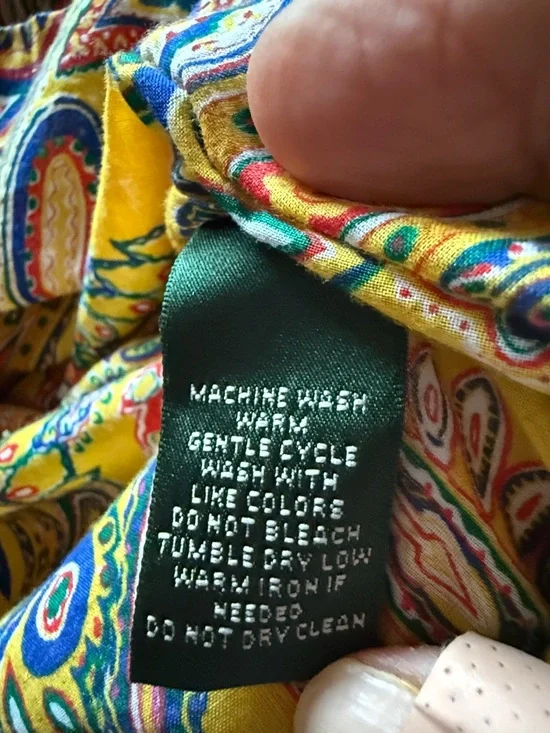 MACHINE WASH
WARM
GENTLE CYCLE
WASH WITH
LIKE COLORS
DO NOT BLEACH
TUMBLE DRY LOW
WARM IRON IF
NEEDED
DO NOT DRY CLEAN